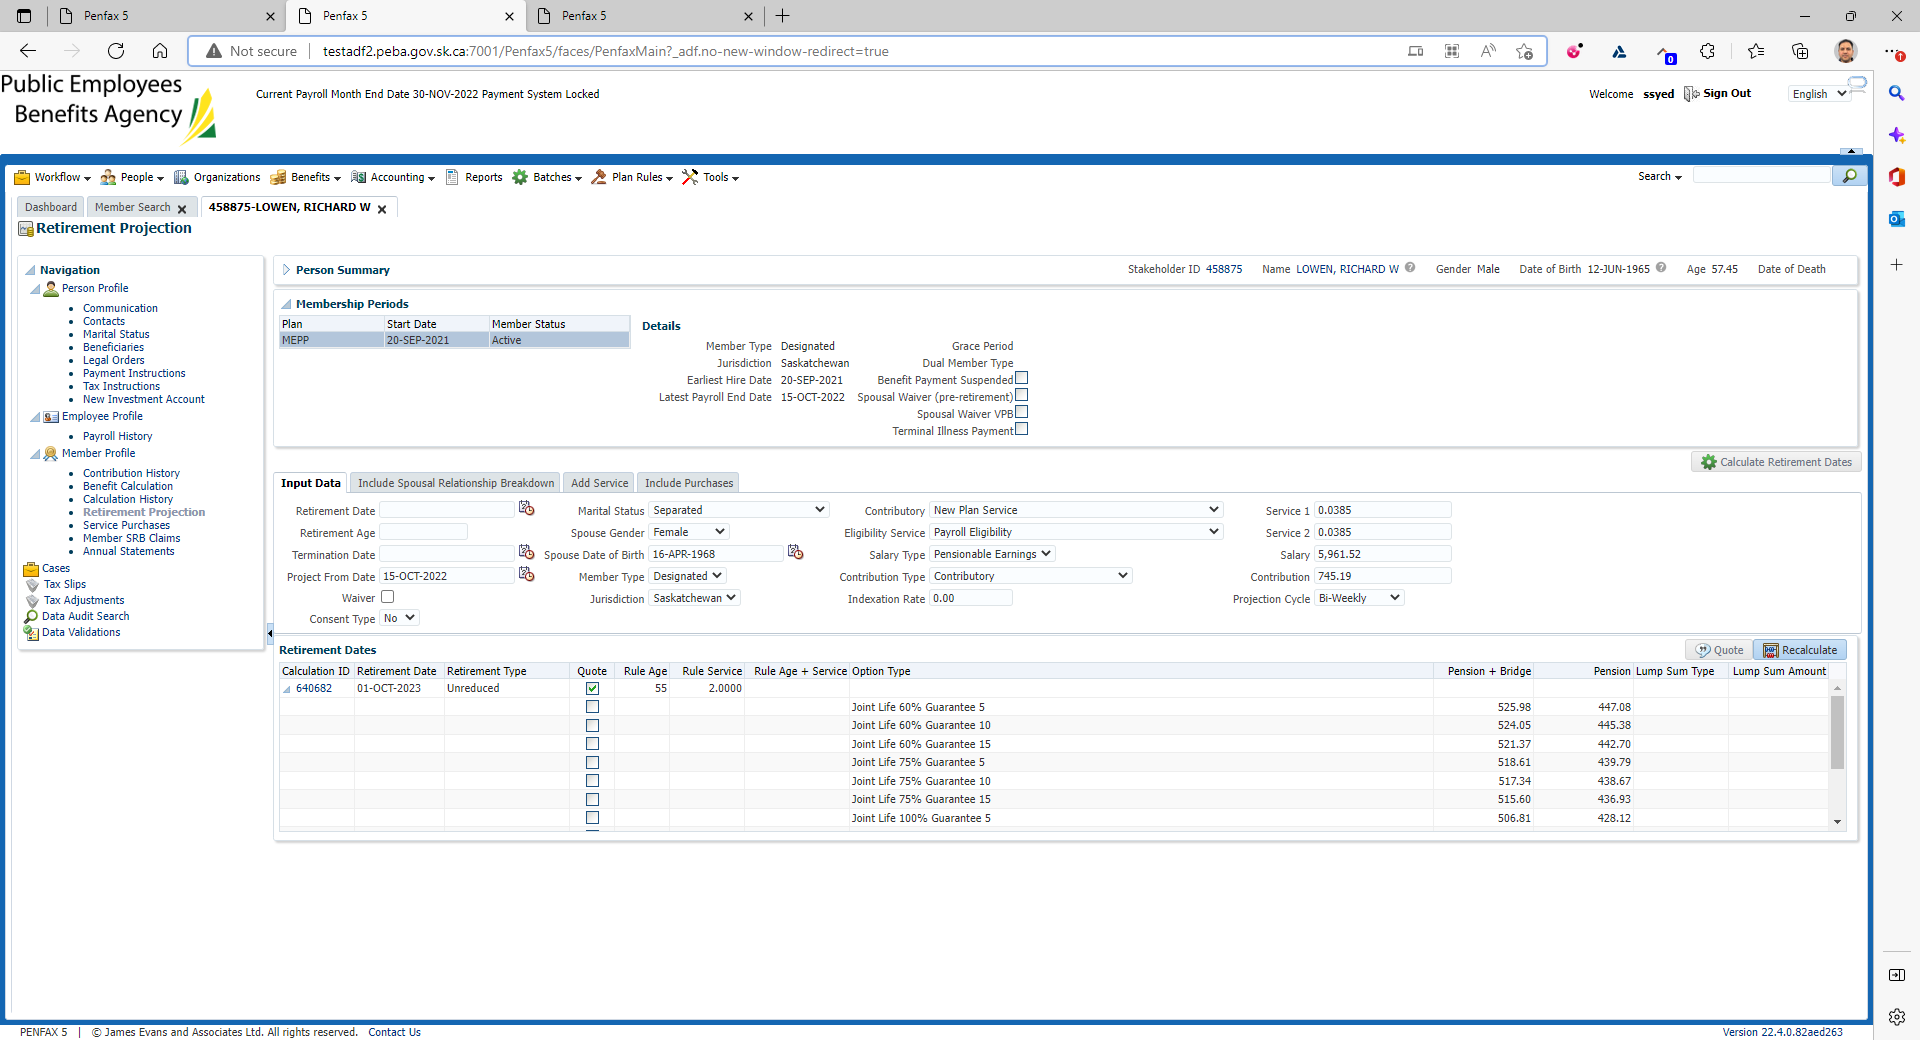 Penfax 5
Penfax 5
Penfax 5
Not secure
testadf2.peba.gov.sk.ca:7001/Penfax5/faces/PenfaxMain?_adf.no-new-window-redirect=true
0
1
Public Employees
Benefits Agency
Current Payroll Month End Date 30-NOV-2022 Payment System Locked
Welcome ssyed Sign Out English
Workflow People Organizations Benefits Accounting Reports Batches Plan Rules Tools Search
Dashboard Member Search 458875-LOWEN, RICHARD W
Retirement Projection
Navigation
Person Profile
Communication
Contacts
Marital Status
Beneficiaries
Legal Orders
Payment Instructions
Tax Instructions
New Investment Account
Employee Profile
Payroll History
Member Profile
Contribution History
Benefit Calculation
Calculation History
Retirement Projection
Service Purchases
Member SRB Claims
Annual Statements
Cases
Tax Slips
Tax Adjustments
Data Audit Search
Data Validations
Person Summary Stakeholder ID 458875 Name LOWEN, RICHARD W Gender Male Date of Birth 12-JUN-1965 Age 57.45 Date of Death
Membership Periods
Plan Start Date Member Status
MEPP 20-SEP-2021 Active
Details
Member Type Designated Grace Period
Jurisdiction Saskatchewan Dual Member Type
Earliest Hire Date 20-SEP-2021 Benefit Payment Suspended
Latest Payroll End Date 15-OCT-2022 Spousal Waiver (pre-retirement)
Spousal Waiver VPB
Terminal Illness Payment
Calculate Retirement Dates
Input Data Include Spousal Relationship Breakdown Add Service Include Purchases
Retirement Date Marital Status Separated Contributory New Plan Service Service 1 0.0385
Retirement Age Spouse Gender Female Eligibility Service Payroll Eligibility Service 2 0.0385
Termination Date Spouse Date of Birth 16-APR-1968 Salary Type Pensionable Earnings Salary 5,961.52
Project From Date 15-OCT-2022 Member Type Designated Contribution Type Contributory Contribution 745.19
Waiver Jurisdiction Saskatchewan Indexation Rate 0.00 Projection Cycle Bi-Weekly
Consent Type No
Retirement Dates Quote Recalculate
Calculation ID Retirement Date Retirement Type Quote Rule Age Rule Service Rule Age + Service Option Type Pension + Bridge Pension Lump Sum Type Lump Sum Amount
640682 01-OCT-2023 Unreduced 55 2.0000
Joint Life 60% Guarantee 5 525.98 447.08
Joint Life 60% Guarantee 10 524.05 445.38
Joint Life 60% Guarantee 15 521.37 442.70
Joint Life 75% Guarantee 5 518.61 439.79
Joint Life 75% Guarantee 10 517.34 438.67
Joint Life 75% Guarantee 15 515.60 436.93
Joint Life 100% Guarantee 5 506.81 428.12
PENFAX 5 | © James Evans and Associates Ltd. All rights reserved. Contact Us Version 22.4.0.82aed263